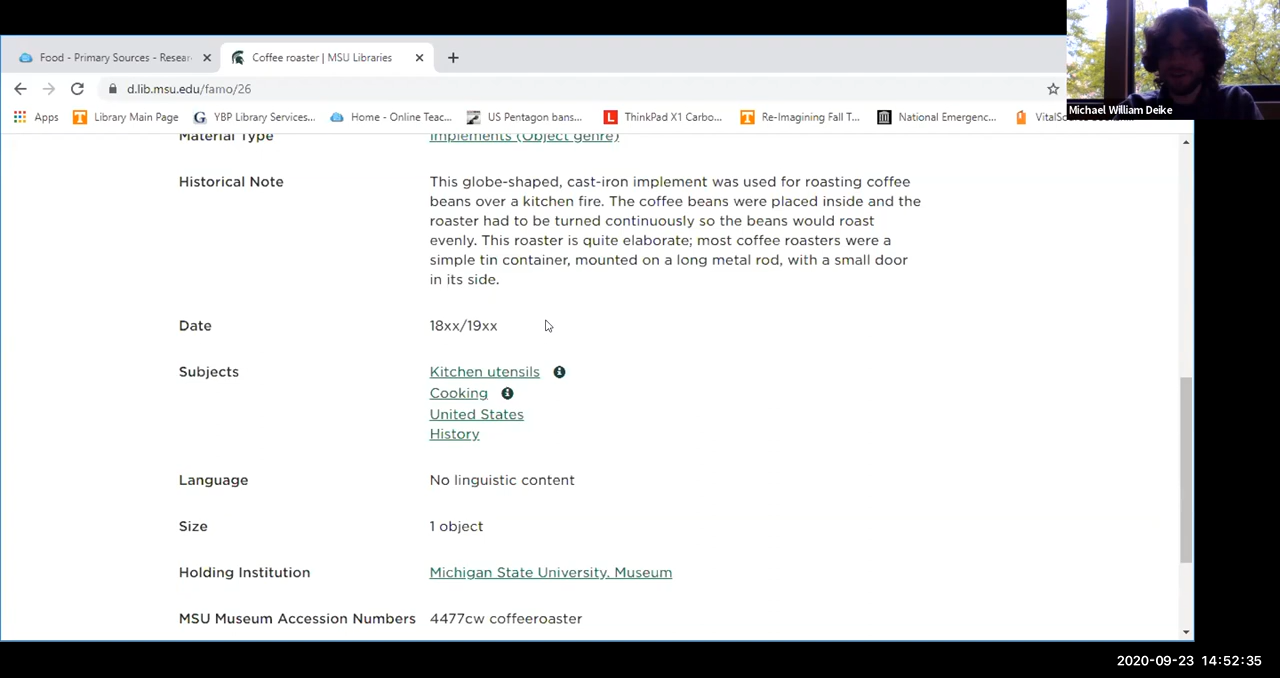 Food - Primary Sources - Resear
Coffee roaster | MSU Libraries
d.lib.msu.edu/famo/26
Michael William Deike
Apps
Library Main Page
YBP Library Services...
Home - Online Teac...
US Pentagon bans...
ThinkPad X1 Carbo...
Re-Imagining Fall T...
National Emergenc...
Material Type
Implements (Object genre)
Historical Note
This globe-shaped, cast-iron implement was used for roasting coffee
beans over a kitchen fire. The coffee beans were placed inside and the
roaster had to be turned continuously so the beans would roast
evenly. This roaster is quite elaborate; most coffee roasters were a
simple tin container, mounted on a long metal rod, with a small door
in its side.
Date
18xx/19xx
Subjects
Kitchen utensils
Cooking
United States
History
Language
No linguistic content
Size
1 object
Holding Institution
Michigan State University. Museum
MSU Museum Accession Numbers
4477cw coffeeroaster
2020-09-23 14:52:35